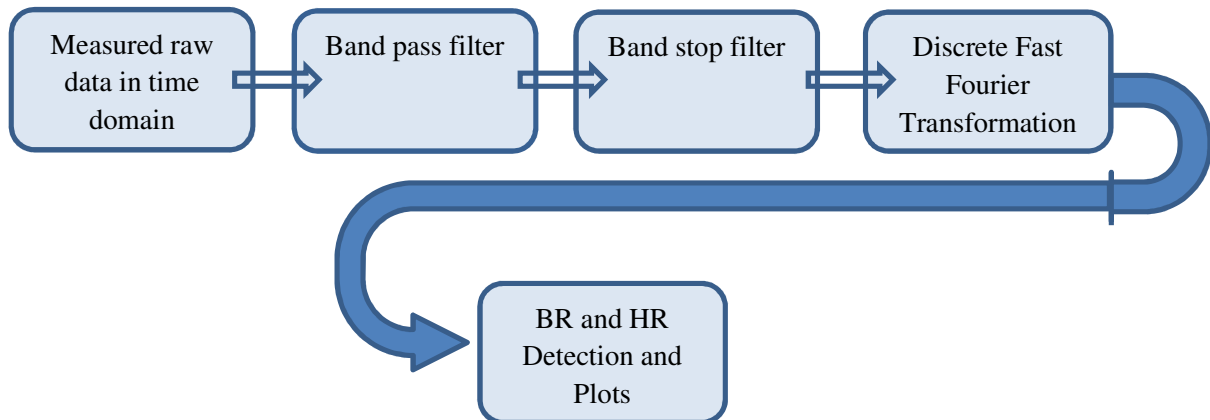 Measured raw
data in time
domain
Band pass filter
Band stop filter
Discrete Fast
Fourier
Transformation
BR and HR
Detection and
Plots